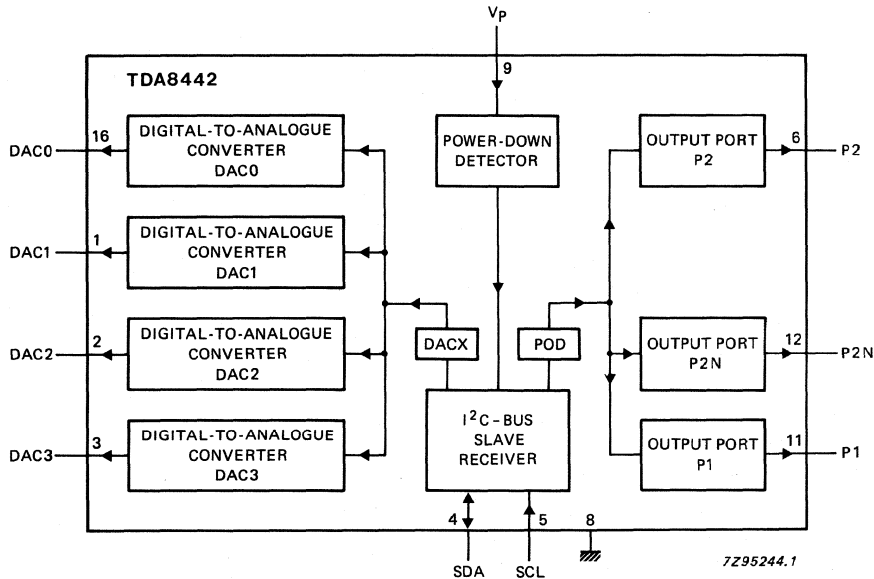 VP
9
TDA8442
16
DAC0
DIGITAL-TO-ANALOGUE
CONVERTER
DAC0
POWER-DOWN
DETECTOR
OUTPUT PORT
P2
6
P2
1
DAC1
DIGITAL-TO-ANALOGUE
CONVERTER
DAC1
2
DAC2
DIGITAL-TO-ANALOGUE
CONVERTER
DAC2
DACX
POD
OUTPUT PORT
P2N
12
P2N
3
DAC3
DIGITAL-TO-ANALOGUE
CONVERTER
DAC3
I²C-BUS
SLAVE
RECEIVER
OUTPUT PORT
P1
11
P1
4
5
8
SDA
SCL
7Z95244.1